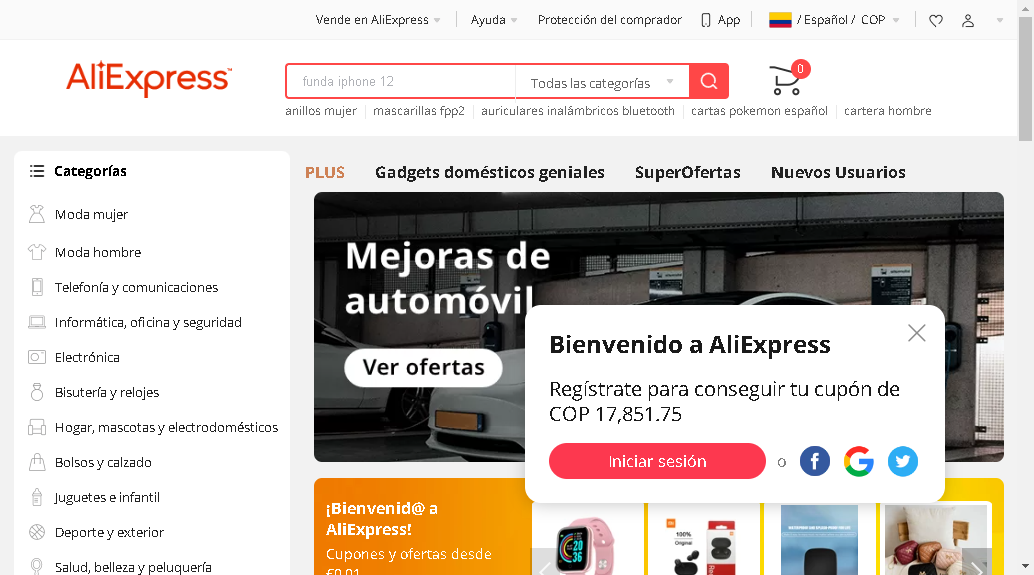 Vende en AliExpress
Ayuda
Protección del comprador
App
/ Español / COP
AliExpress
funda iphone 12
Todas las categorías
0
anillos mujer
mascarillas fpp2
auriculares inalámbricos bluetooth
cartas pokemon español
cartera hombre
Categorías
Moda mujer
Moda hombre
Telefonía y comunicaciones
Informática, oficina y seguridad
Electrónica
Bisutería y relojes
Hogar, mascotas y electrodomésticos
Bolsos y calzado
Juguetes e infantil
Deporte y exterior
Salud, belleza y peluquería
PLUS
Gadgets domésticos geniales
SuperOfertas
Nuevos Usuarios
Mejoras de
automóvil
Ver ofertas
Bienvenido a AliExpress
Regístrate para conseguir tu cupón de
COP 17,851.75
Iniciar sesión
o
¡Bienvenid@ a
AliExpress!
Cupones y ofertas desde
€0,01
100%
Original